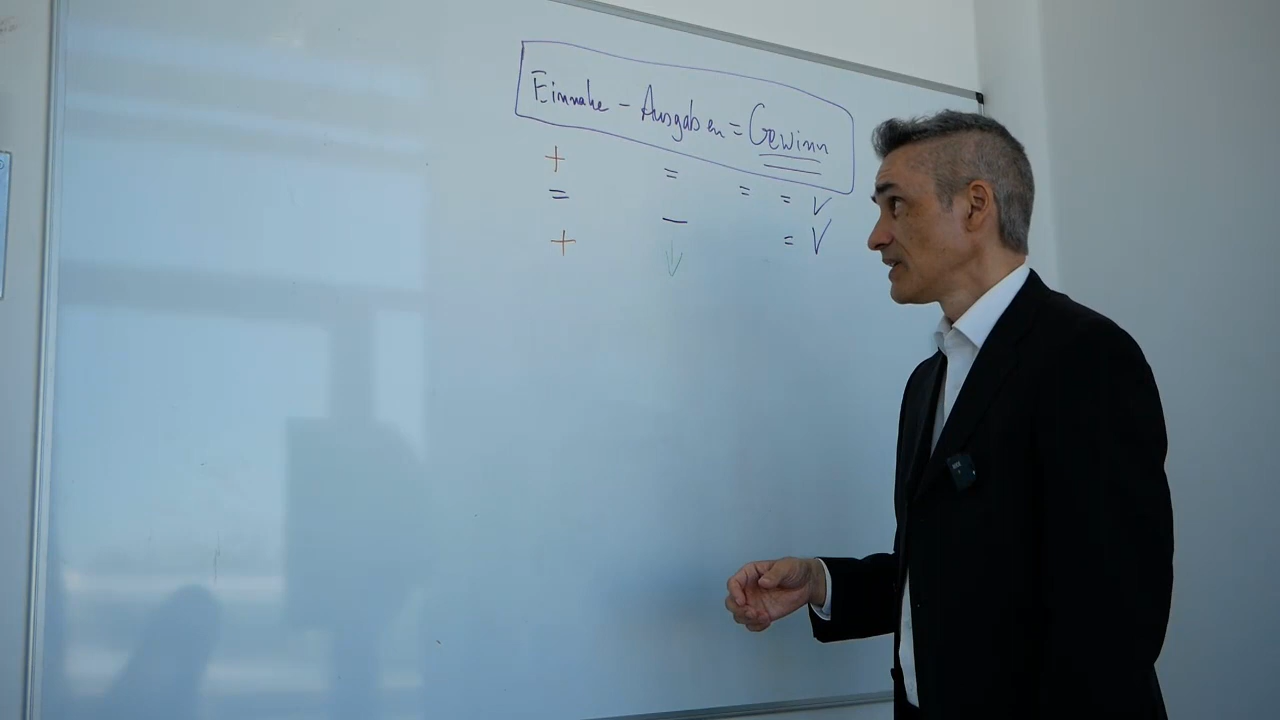 Einnahe - Ausgaben = Gewinn
+ = = = V
= — = V
+ ↓